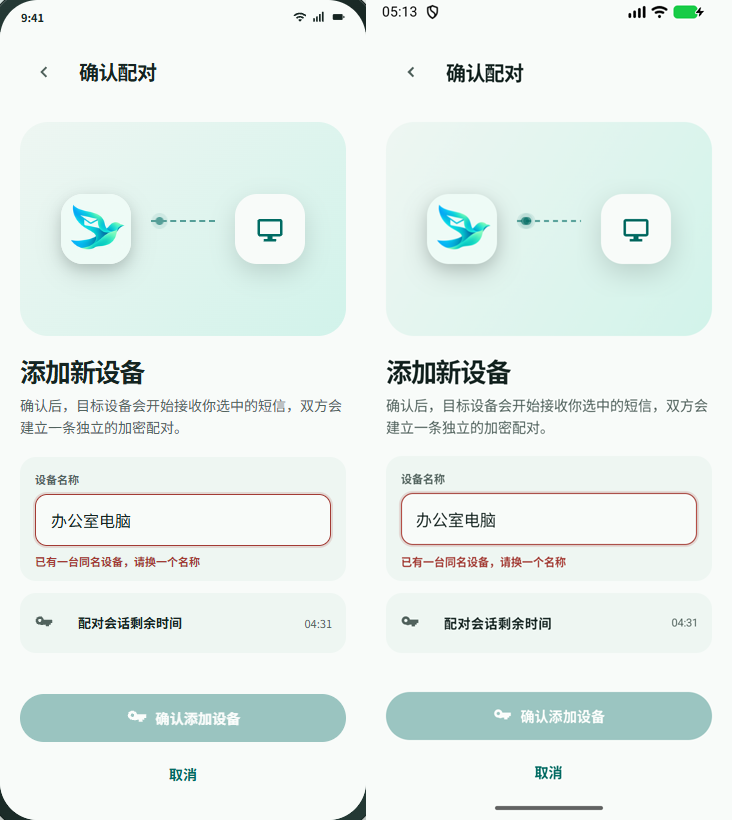 9:41
确认配对
添加新设备
确认后，目标设备会开始接收你选中的短信，双方会
建立一条独立的加密配对。
设备名称
办公室电脑
已有一台同名设备，请换一个名称
配对会话剩余时间
04:31
确认添加设备
取消
05:13
确认配对
添加新设备
确认后，目标设备会开始接收你选中的短信，双方会
建立一条独立的加密配对。
设备名称
办公室电脑
已有一台同名设备，请换一个名称
配对会话剩余时间
04:31
确认添加设备
取消